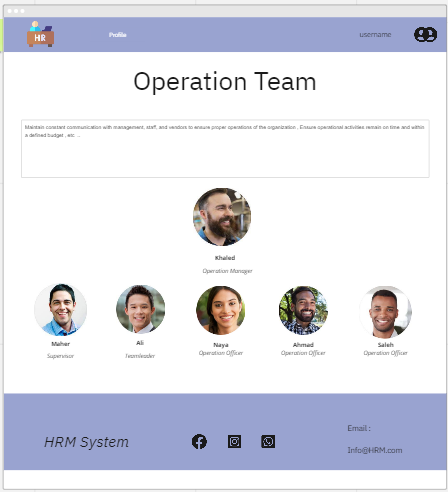 HR
Profile
username
Operation Team
Maintain constant communication with management, staff, and vendors to ensure proper operations of the organization . Ensure operational activities remain on time and within
a defined budget , etc ...
Khaled
Operation Manager
Maher
Supervisor
Ali
Teamleader
Naya
Operation Officer
Ahmad
Operation Officer
Saleh
Operation Officer
HRM System
Email :
Info@HRM.com